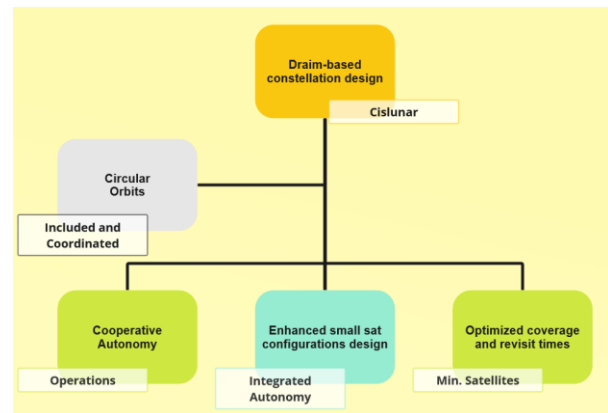 Draim-based
constellation design
Cislunar
Circular
Orbits
Included and
Coordinated
Cooperative
Autonomy
Operations
Enhanced small sat
configurations design
Integrated
Autonomy
Optimized coverage
and revisit times
Min. Satellites